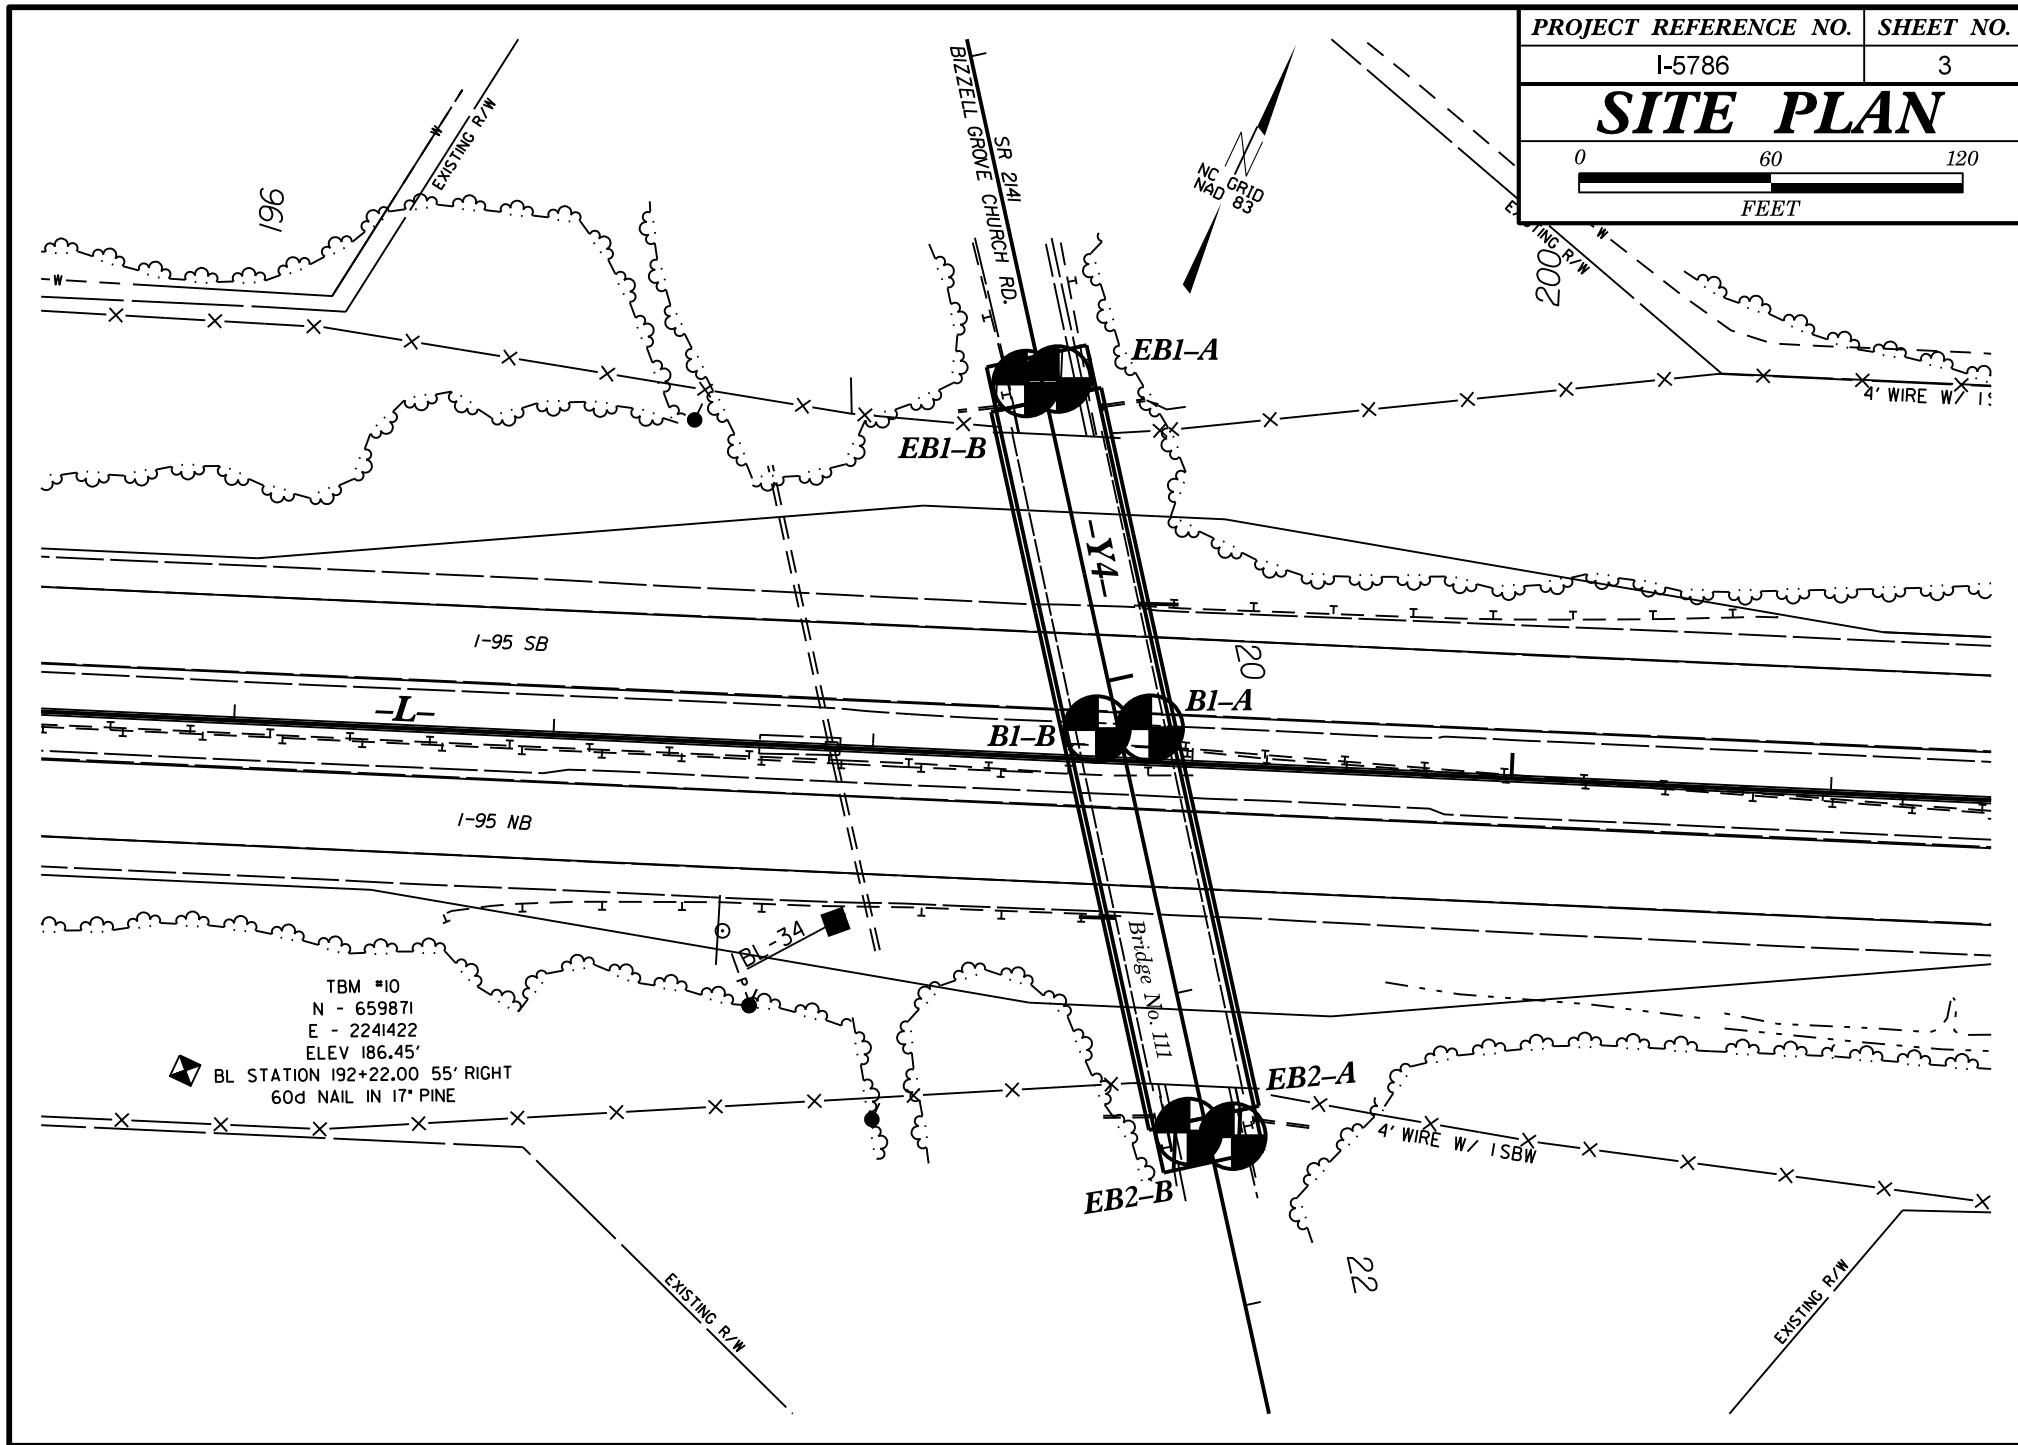 PROJECT REFERENCE NO.
SHEET NO.
I-5786
3
SITE PLAN
0 60 120
FEET
BIZZELL GROVE CHURCH RD.
SR 2141
NC GRID
NAD 83
W
EXISTING R/W
196
W
W
EXISTING R/W
200
EB1–A
4' WIRE W/ 1S
EB1–B
–Y4–
I-95 SB
20
–L–
B1–A
B1–B
I-95 NB
BL-34
P
Bridge No. 111
TBM #10
N - 659871
E - 2241422
ELEV 186.45'
BL STATION 192+22.00 55' RIGHT
60d NAIL IN 17" PINE
EB2–A
4' WIRE W/ 1SBW
EB2–B
22
EXISTING R/W
EXISTING R/W